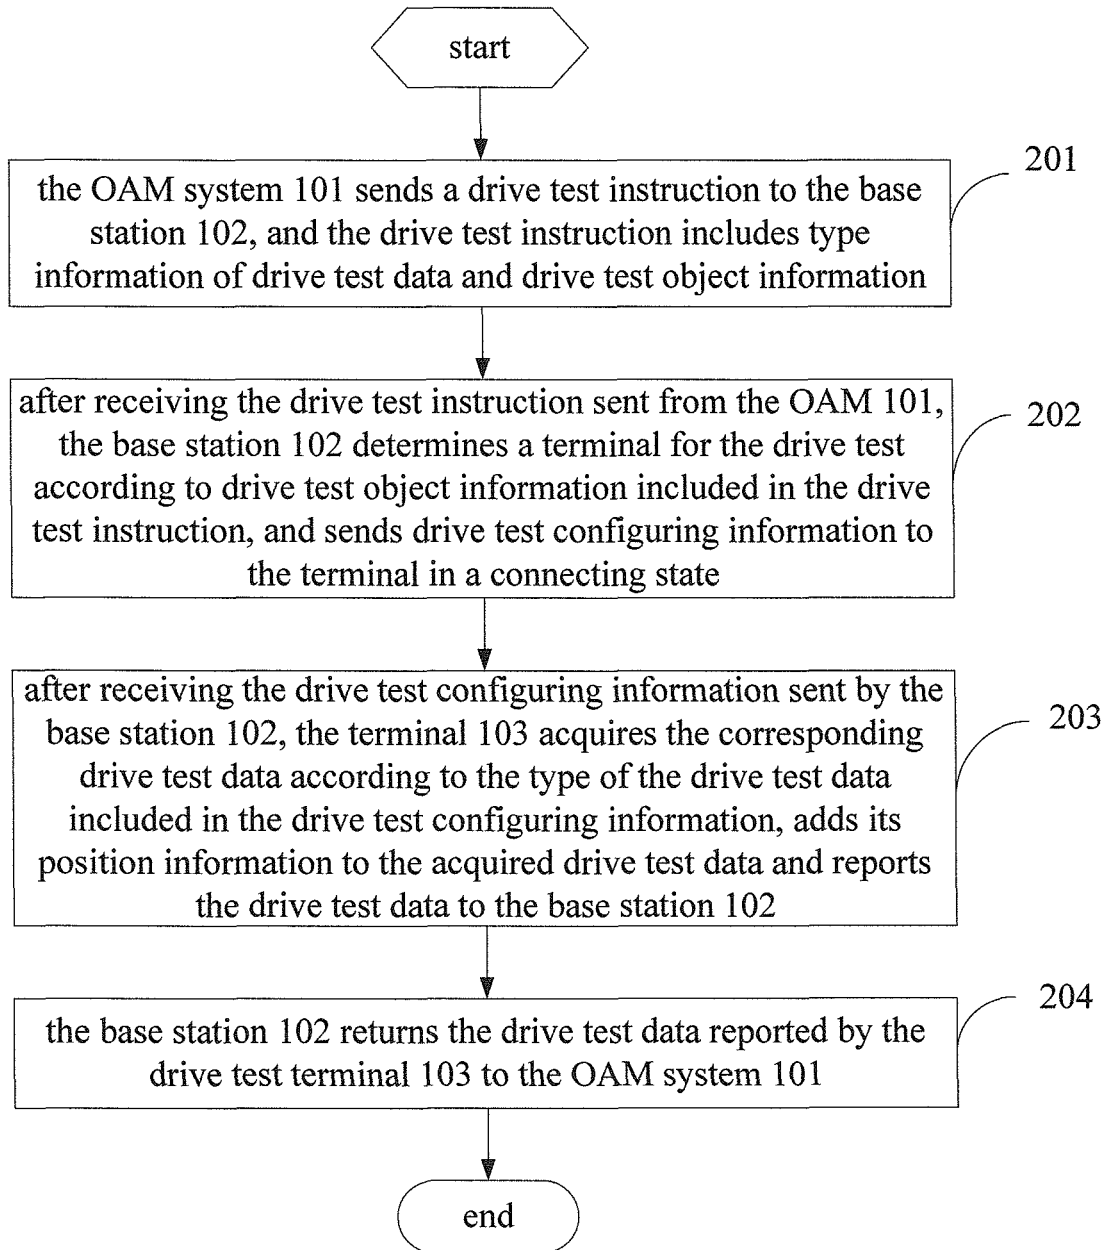 start
201
the OAM system 101 sends a drive test instruction to the base
station 102, and the drive test instruction includes type
information of drive test data and drive test object information
202
after receiving the drive test instruction sent from the OAM 101,
the base station 102 determines a terminal for the drive test
according to drive test object information included in the drive
test instruction, and sends drive test configuring information to
the terminal in a connecting state
203
after receiving the drive test configuring information sent by the
base station 102, the terminal 103 acquires the corresponding
drive test data according to the type of the drive test data
included in the drive test configuring information, adds its
position information to the acquired drive test data and reports
the drive test data to the base station 102
204
the base station 102 returns the drive test data reported by the
drive test terminal 103 to the OAM system 101
end